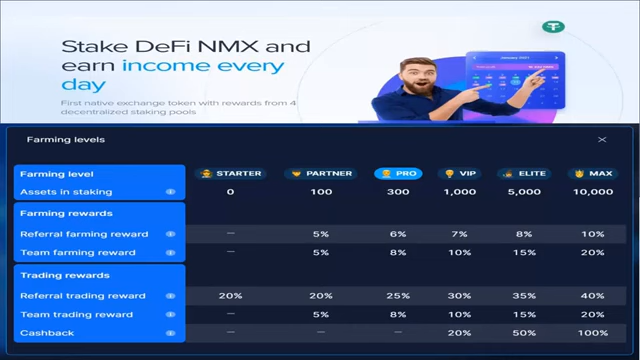 Stake DeFi NMX and
earn income every
day
First native exchange token with rewards from 4
decentralized staking pools
January 2021
Farming levels
Farming level STARTER PARTNER PRO VIP ELITE MAX
Assets in staking 0 100 300 1,000 5,000 10,000
Farming rewards
Referral farming reward — 5% 6% 7% 8% 10%
Team farming reward — 5% 8% 10% 15% 20%
Trading rewards
Referral trading reward 20% 20% 25% 30% 35% 40%
Team trading reward — 5% 8% 10% 15% 20%
Cashback — — — 20% 50% 100%